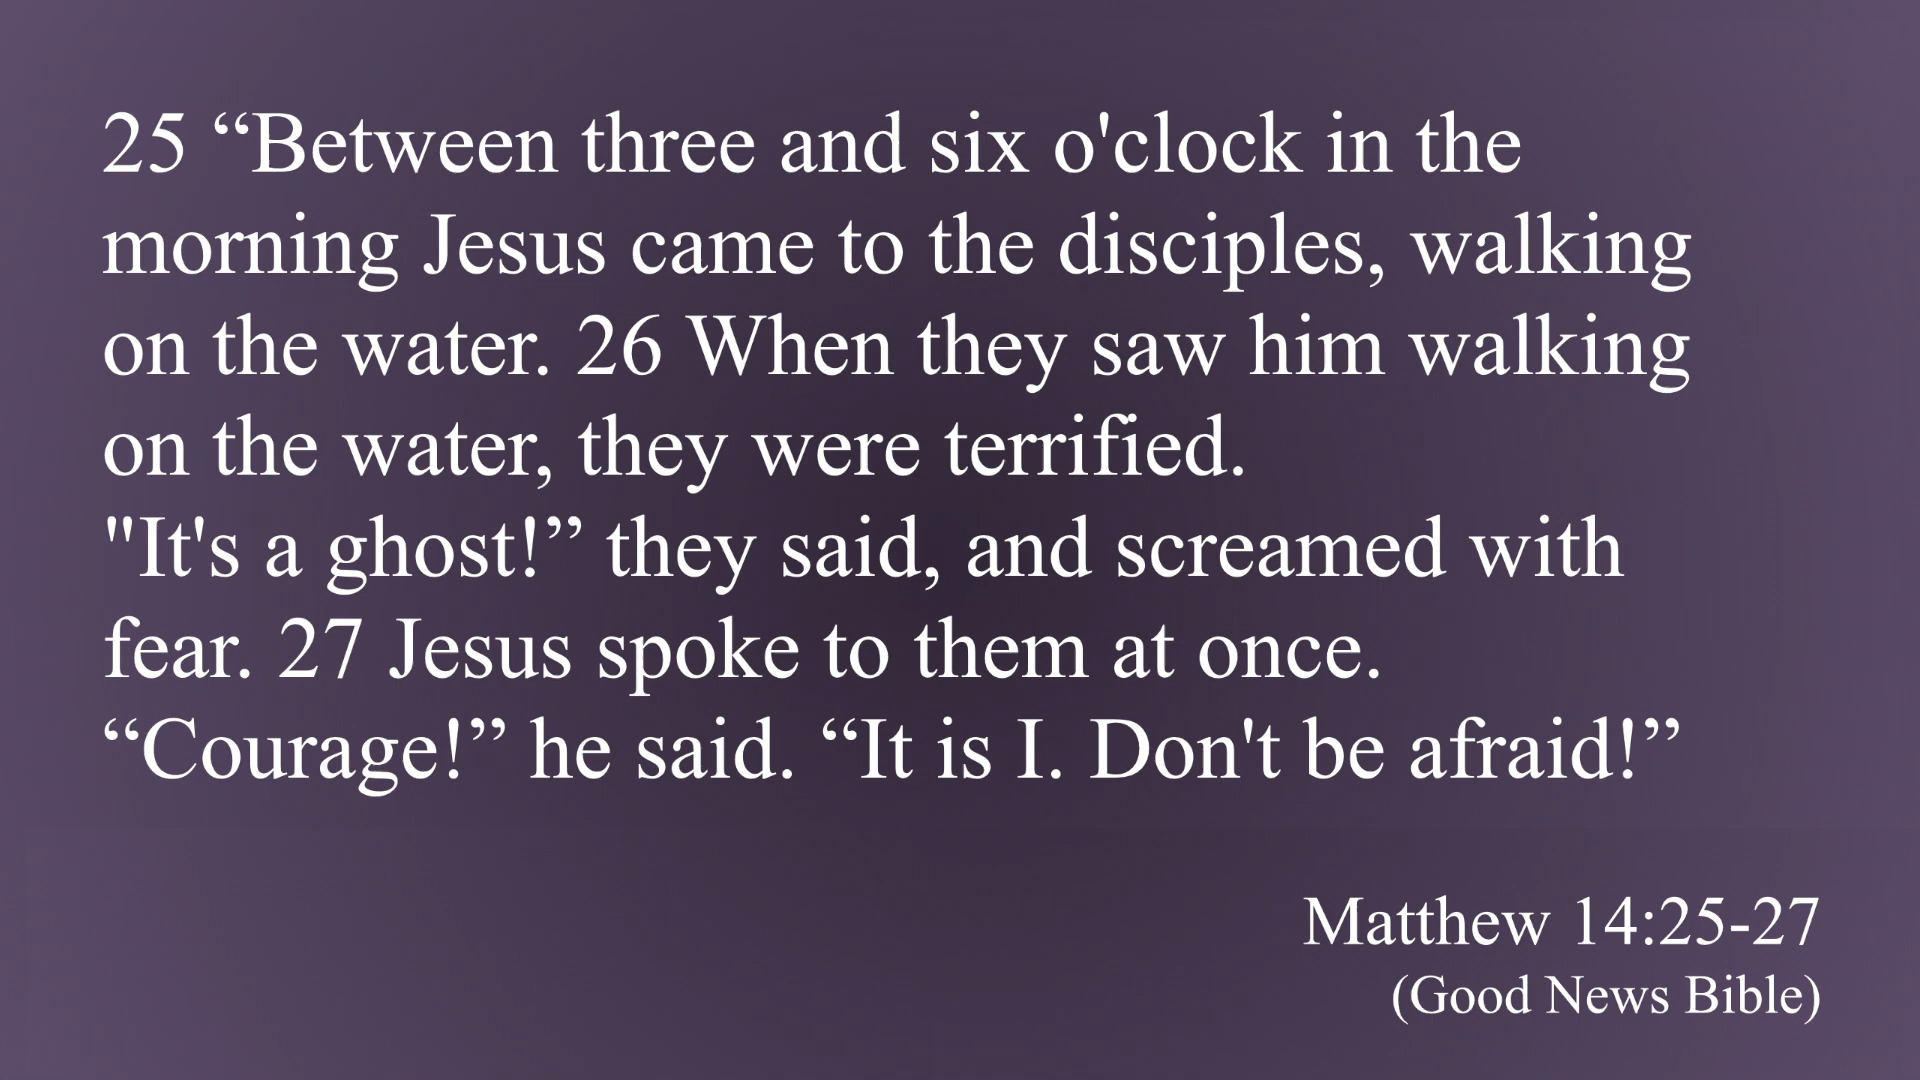 25 “Between three and six o'clock in the
morning Jesus came to the disciples, walking
on the water. 26 When they saw him walking
on the water, they were terrified.
"It's a ghost!” they said, and screamed with
fear. 27 Jesus spoke to them at once.
“Courage!” he said. “It is I. Don't be afraid!”
Matthew 14:25-27
(Good News Bible)